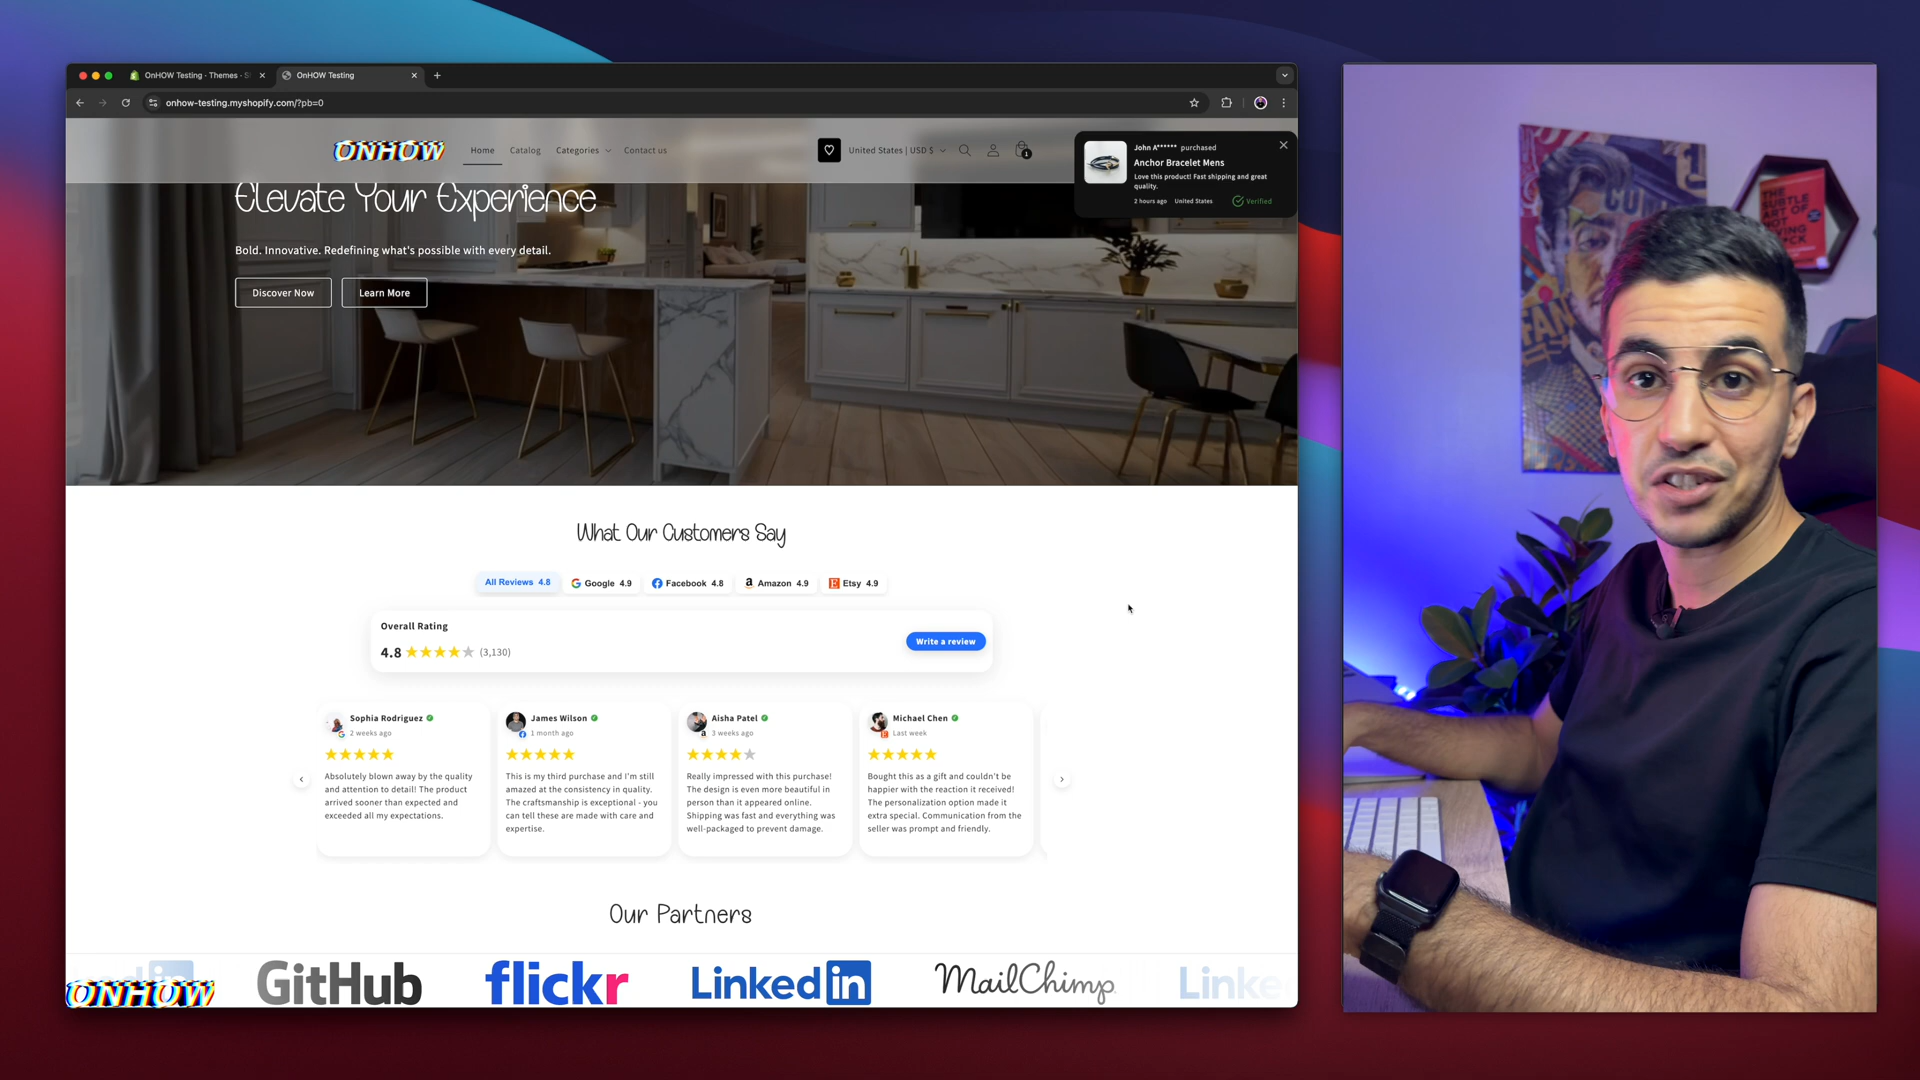 OnHOW Testing · Themes · S
OnHOW Testing
onhow-testing.myshopify.com/?pb=0
ONHOW
Home
Catalog
Categories
Contact us
United States | USD $
1
John A****** purchased
Anchor Bracelet Mens
Love this product! Fast shipping and great
quality.
2 hours ago
United States
Verified
Elevate Your Experience
Bold. Innovative. Redefining what's possible with every detail.
Discover Now
Learn More
What Our Customers Say
All Reviews 4.8
Google 4.9
Facebook 4.8
Amazon 4.9
Etsy 4.9
Overall Rating
4.8
(3,130)
Write a review
Sophia Rodriguez
2 weeks ago
Absolutely blown away by the quality
and attention to detail! The product
arrived sooner than expected and
exceeded all my expectations.
James Wilson
1 month ago
This is my third purchase and I'm still
amazed at the consistency in quality.
The craftsmanship is exceptional - you
can tell these are made with care and
expertise.
Aisha Patel
3 weeks ago
Really impressed with this purchase!
The design is even more beautiful in
person than it appeared online.
Shipping was fast and everything was
well-packaged to prevent damage.
Michael Chen
Last week
Bought this as a gift and couldn't be
happier with the reaction it received!
The personalization option made it
extra special. Communication from the
seller was prompt and friendly.
Our Partners
ONHOW
GitHub
flickr
Linkedin
MailChimp
Linke
THE
SUBTLE
ART OF
NOT
GIVING